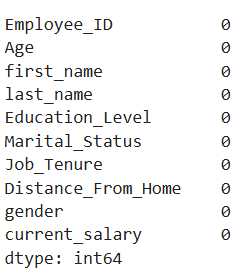 Employee_ID 0
Age 0
first_name 0
last_name 0
Education_Level 0
Marital_Status 0
Job_Tenure 0
Distance_From_Home 0
gender 0
current_salary 0
dtype: int64